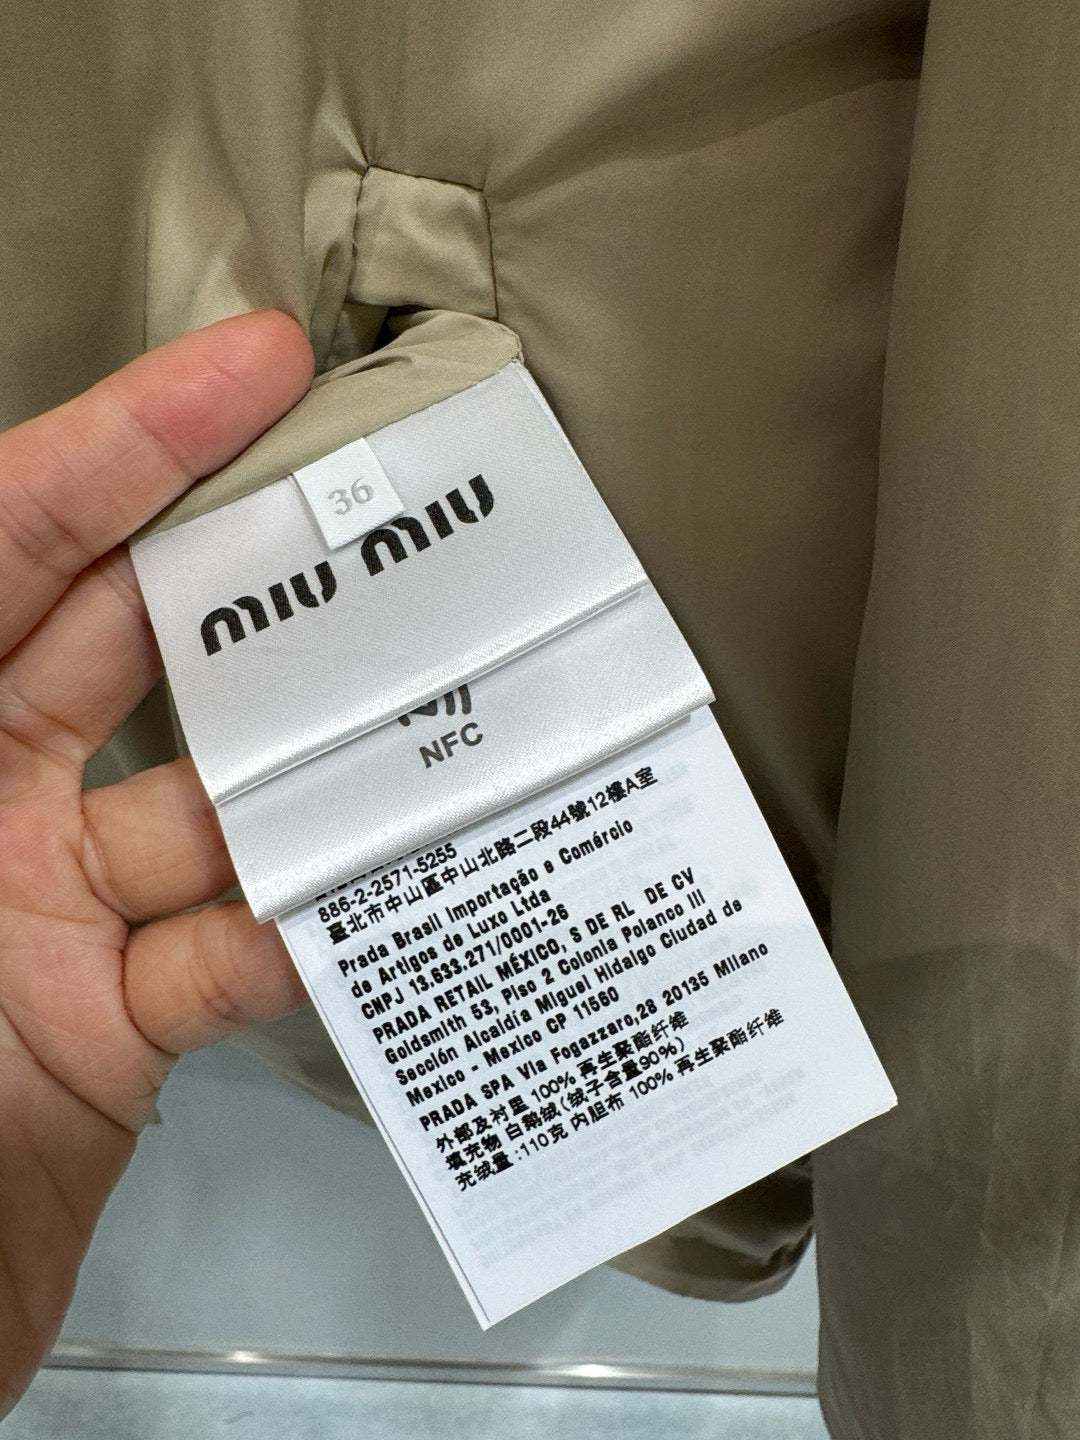 36
miu miu
NFC
886-2-2571-5255
臺北市中山區中山北路二段44號12樓A室
Prada Brasil Importação e Comércio
de Artigos de Luxo Ltda
CNPJ 13.633.271/0001-26
PRADA RETAIL MÉXICO, S DE RL DE CV
Goldsmith 53, Piso 2 Colonia Polanco III
Sección Alcaldía Miguel Hidalgo Ciudad de
Mexico - Mexico CP 11560
PRADA SPA Via Fogazzaro,28 20135 Milano
外部及衬里 100% 再生聚酯纤维
填充物 白鹅绒(绒子含量90%)
充绒量:110克 内胆布 100% 再生聚酯纤维